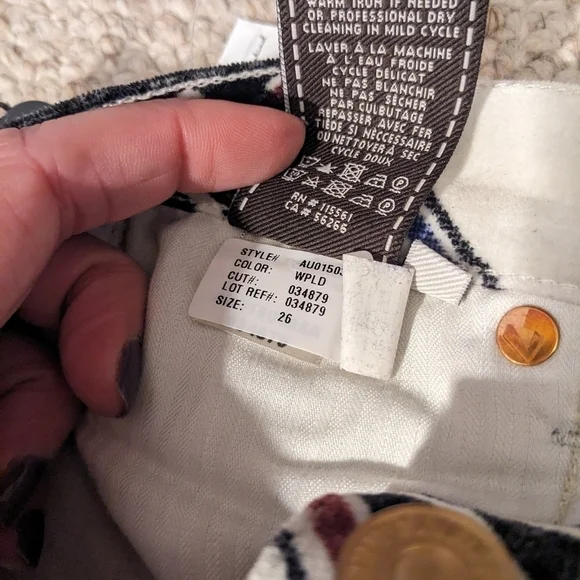 WARM IRON IF NEEDED
OR PROFESSIONAL DRY
CLEANING IN MILD CYCLE
LAVER À LA MACHINE
À L'EAU FROIDE
CYCLE DÉLICAT
NE PAS BLANCHIR
NE PAS SÉCHER
PAR CULBUTAGE
REPASSER AVEC FER
TIÈDE SI NÉCESSAIRE
OU NETTOYER À SEC
CYCLE DOUX
RN# 115561
CA# 56266
STYLE# AU0150
COLOR: WPLD
CUT#: 034879
LOT REF#: 034879
SIZE: 26